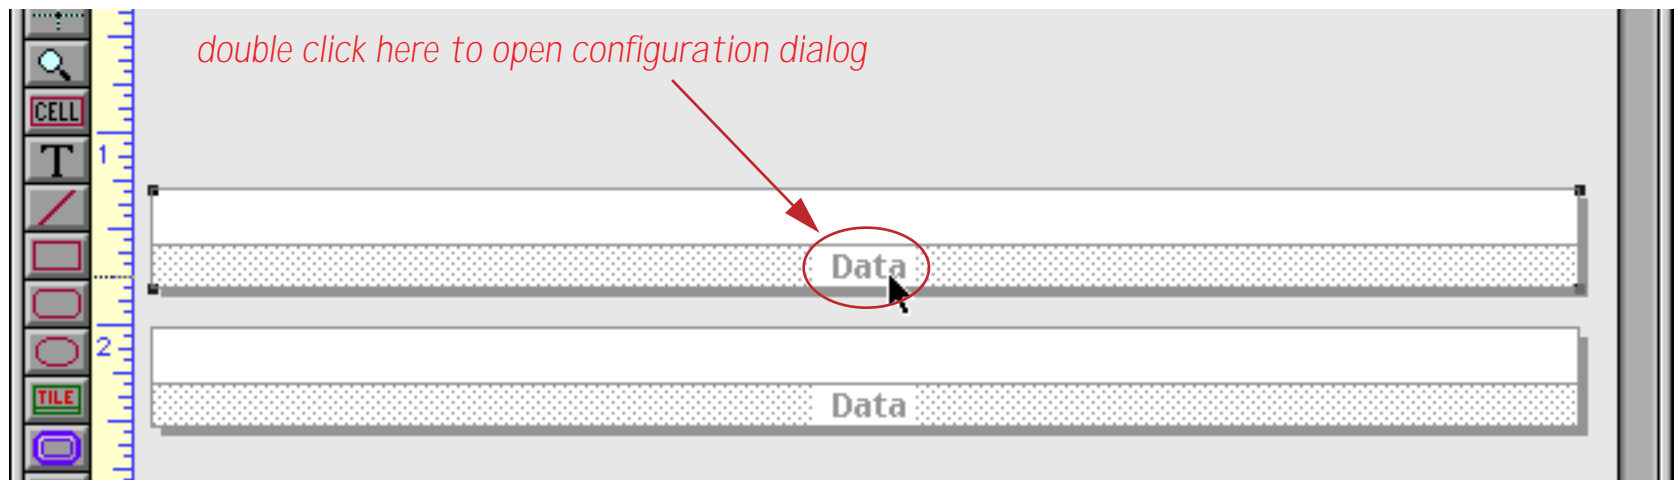 double click here to open configuration dialog
CELL
T
1
Data
2
Data
TILE